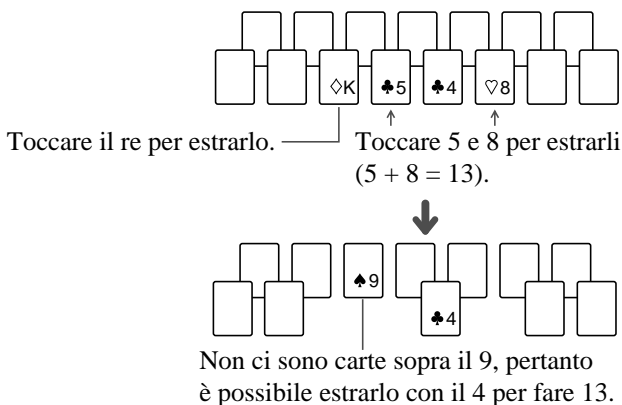 ♢K ♣5 ♣4 ♡8
Toccare il re per estrarlo.
Toccare 5 e 8 per estrarli
(5 + 8 = 13).
♠9
♣4
Non ci sono carte sopra il 9, pertanto
è possibile estrarlo con il 4 per fare 13.